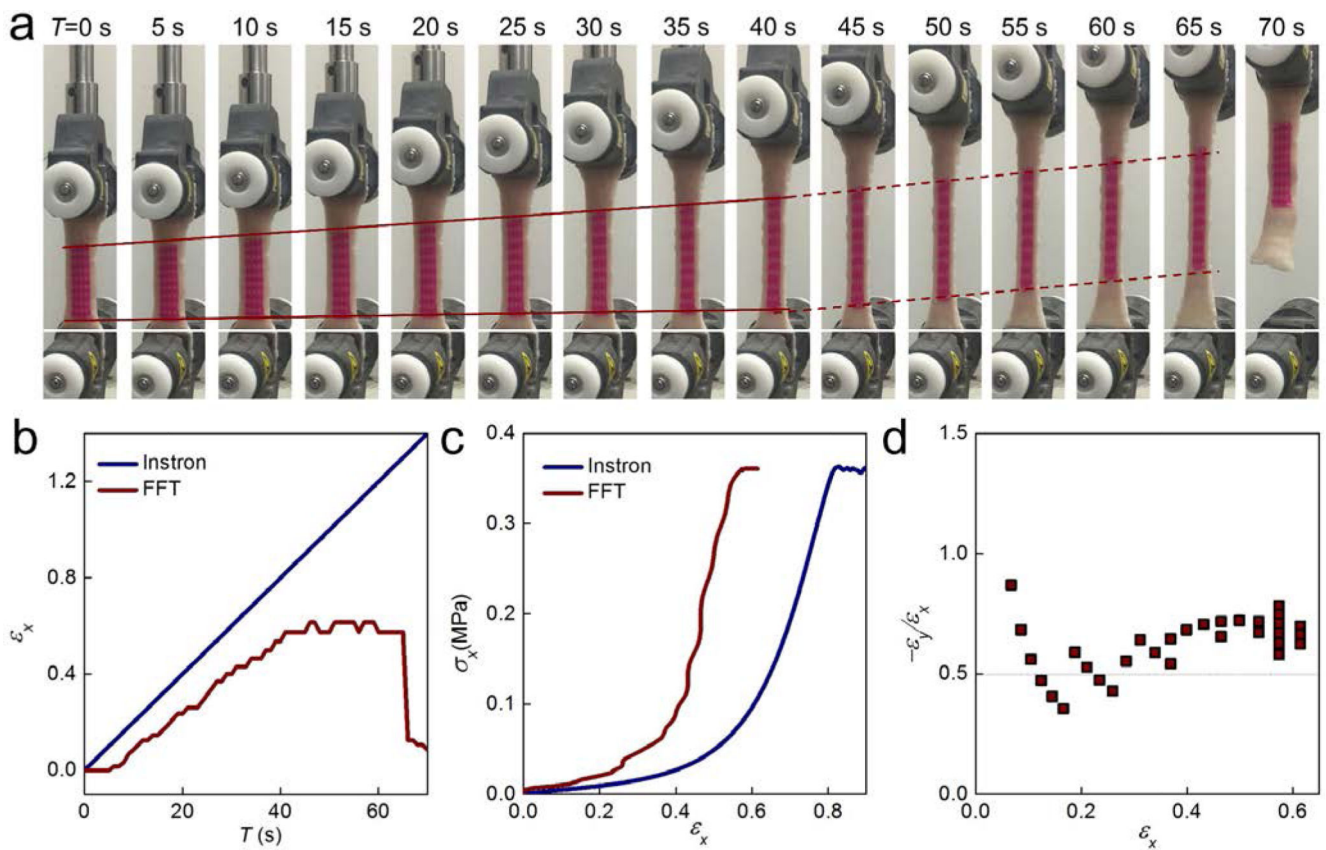 a
T=0 s 5 s 10 s 15 s 20 s 25 s 30 s 35 s 40 s 45 s 50 s 55 s 60 s 65 s 70 s
b
Instron
FFT
1.2
0.8
0.4
0.0
εx
0 20 40 60
T (s)
c
Instron
FFT
0.4
0.3
0.2
0.1
0.0
σx(MPa)
0.0 0.2 0.4 0.6 0.8
εx
d
1.5
1.0
0.5
0.0
−εy/εx
0.0 0.2 0.4 0.6
εx